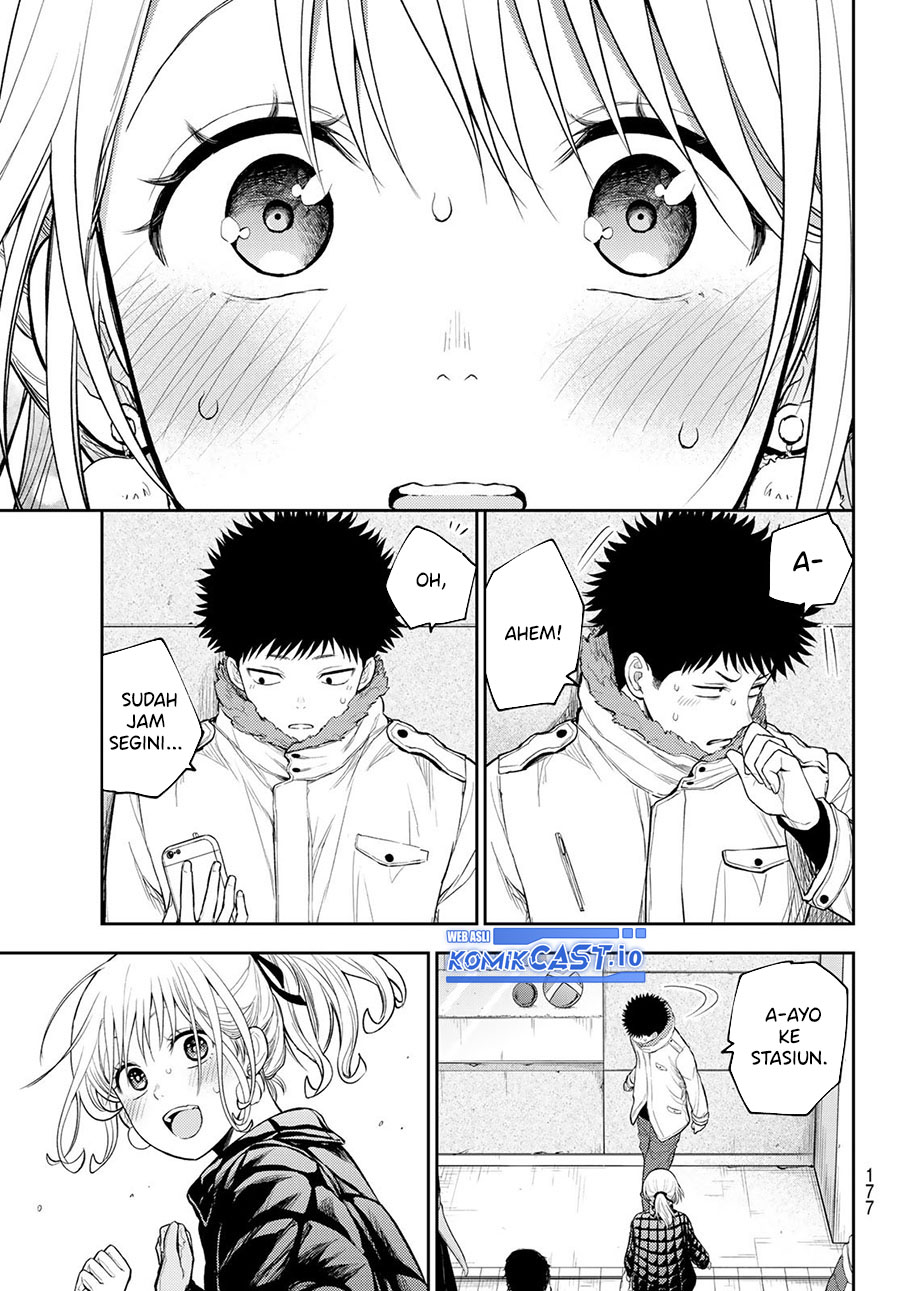 A-
AHEM!
OH,
SUDAH
JAM
SEGINI...
WEB ASLI
KOMIKCAST.io
A-AYO
KE
STASIUN.
177